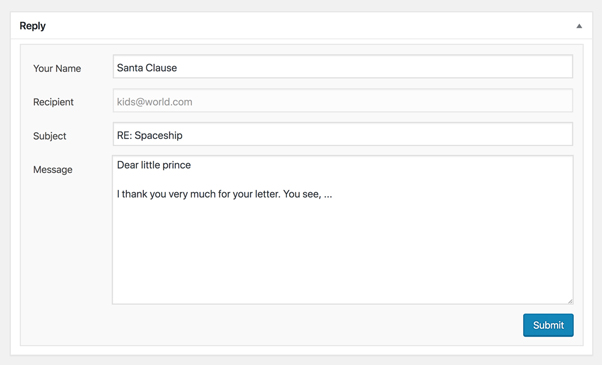 Reply
Your Name
Santa Clause
Recipient
kids@world.com
Subject
RE: Spaceship
Message
Dear little prince
I thank you very much for your letter. You see, ...
Submit